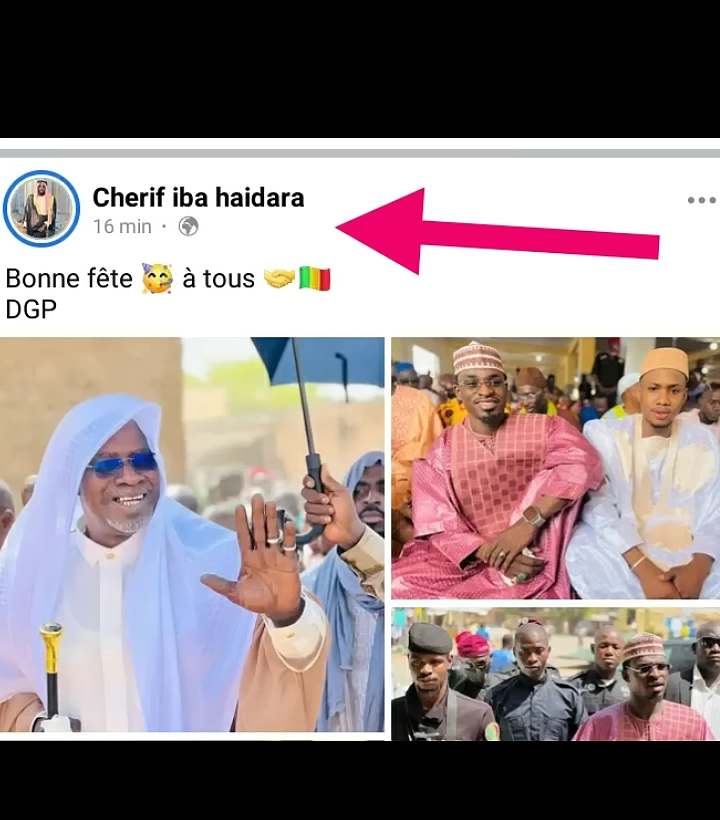 Cherif iba haidara
16 min ·
Bonne fête 🥳 à tous 🤝🇲🇱
DGP